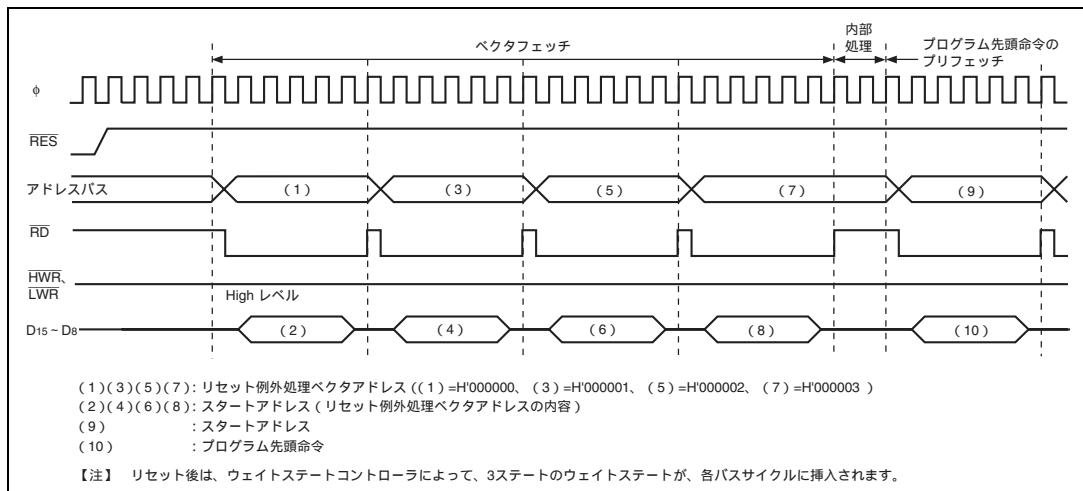 ベクタフェッチ
内部
処理
プログラム先頭命令の
プリフェッチ
φ
RES
アドレスバス
(1)
(3)
(5)
(7)
(9)
RD
HWR、
LWR
High レベル
D15 ~ D8
(2)
(4)
(6)
(8)
(10)
(1)(3)(5)(7): リセット例外処理ベクタアドレス ((1) =H'000000、(3) =H'000001、(5) =H'000002、(7) =H'000003 )
(2)(4)(6)(8): スタートアドレス ( リセット例外処理ベクタアドレスの内容 )
(9) : スタートアドレス
(10) : プログラム先頭命令
【注】 リセット後は、ウェイトステートコントローラによって、3ステートのウェイトステートが、各バスサイクルに挿入されます。